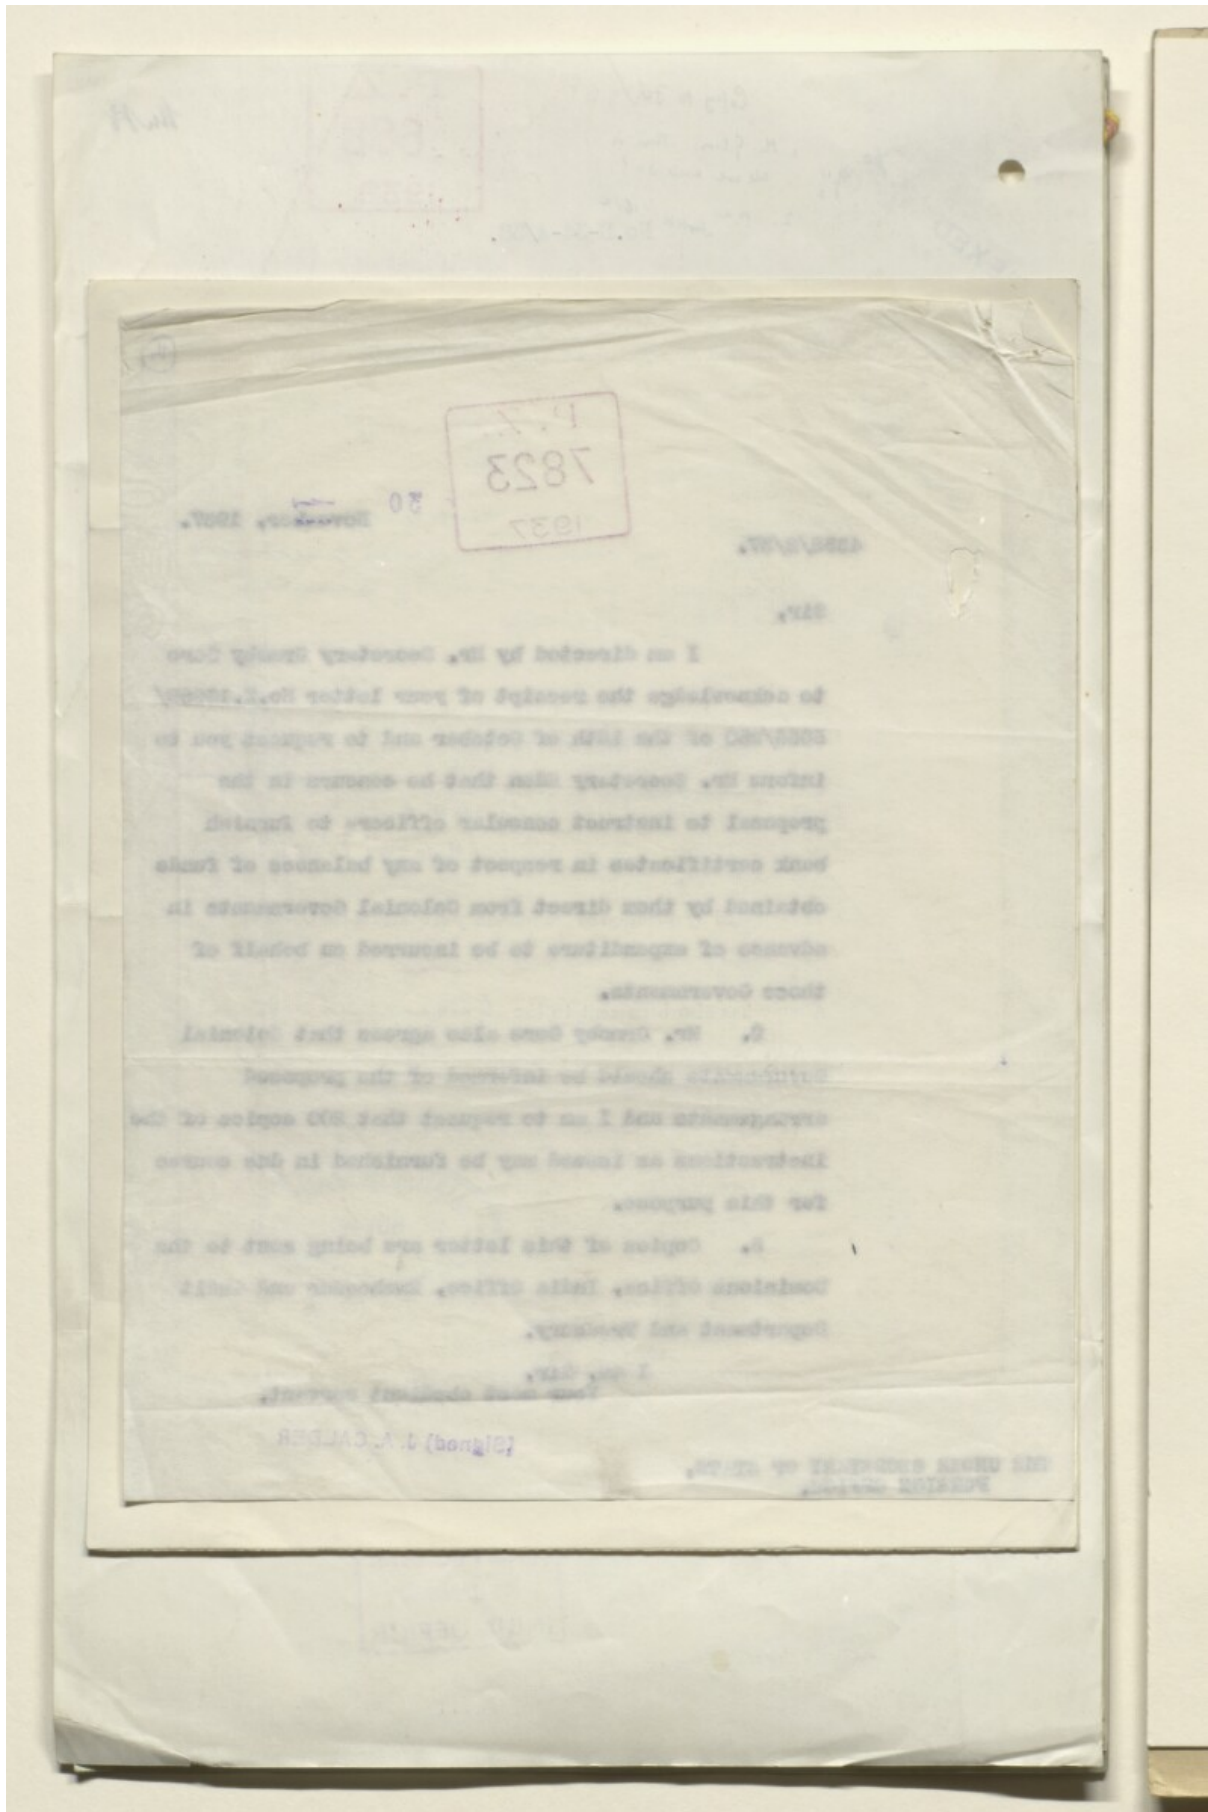 P.Z.
7823
1937
30 November, 1937.
Sir,
I am directed by Mr. Secretary Ormsby Gore
to acknowledge the receipt of your letter
of the of October and to request you to
inform Mr. Secretary Eden that he concurs in the
proposal to instruct consular officers to furnish
bank certificates in respect of any balances of funds
obtained by them direct from Colonial Governments in
advance of expenditure to be incurred on behalf of
those Governments.
2. Mr. Ormsby Gore also agrees that Colonial
Governments should be informed of the proposed
arrangements and I am to request that 200 copies of the
instructions as issued may be furnished in due course
for this purpose.
3. Copies of this letter are being sent to the
Dominions Office, India Office, Exchequer and Audit
Department and Treasury.
I am, Sir,
Your most obedient servant,
(Signed) J. A. CALDER
THE UNDER SECRETARY OF STATE,
FOREIGN OFFICE.